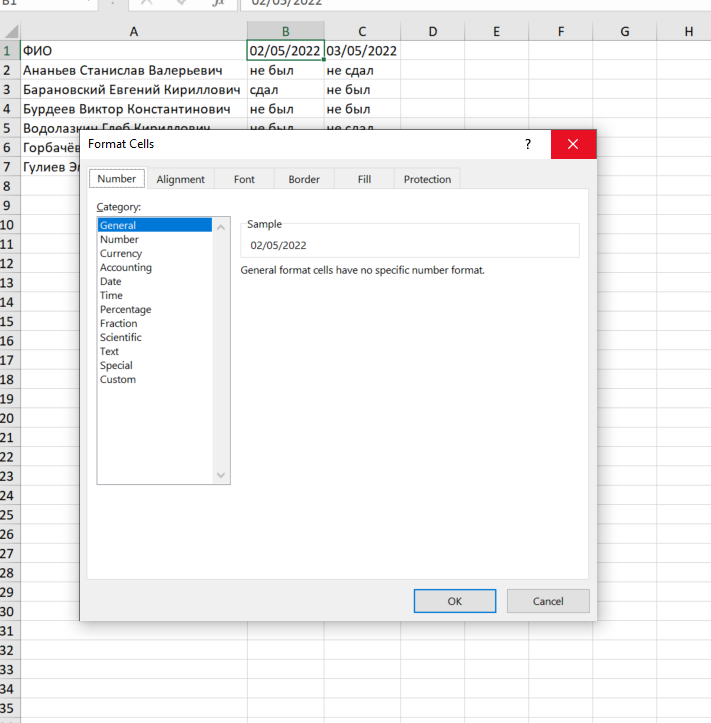 B1 fx 02/05/2022
A B C D E F G H
1 ФИО 02/05/2022 03/05/2022
2 Ананьев Станислав Валерьевич не был не сдал
3 Барановский Евгений Кириллович сдал не был
4 Бурдеев Виктор Константинович не был не был
5 Водолазкин Глеб Кириллович не был не сдал
6 Горбачёв
7 Гулиев
8
9
10
11
12
13
14
15
16
17
18
19
20
21
22
23
24
25
26
27
28
29
30
31
32
33
34
35
Format Cells ?
Number Alignment Font Border Fill Protection
Category:
General
Number
Currency
Accounting
Date
Time
Percentage
Fraction
Scientific
Text
Special
Custom
Sample
02/05/2022
General format cells have no specific number format.
OK Cancel